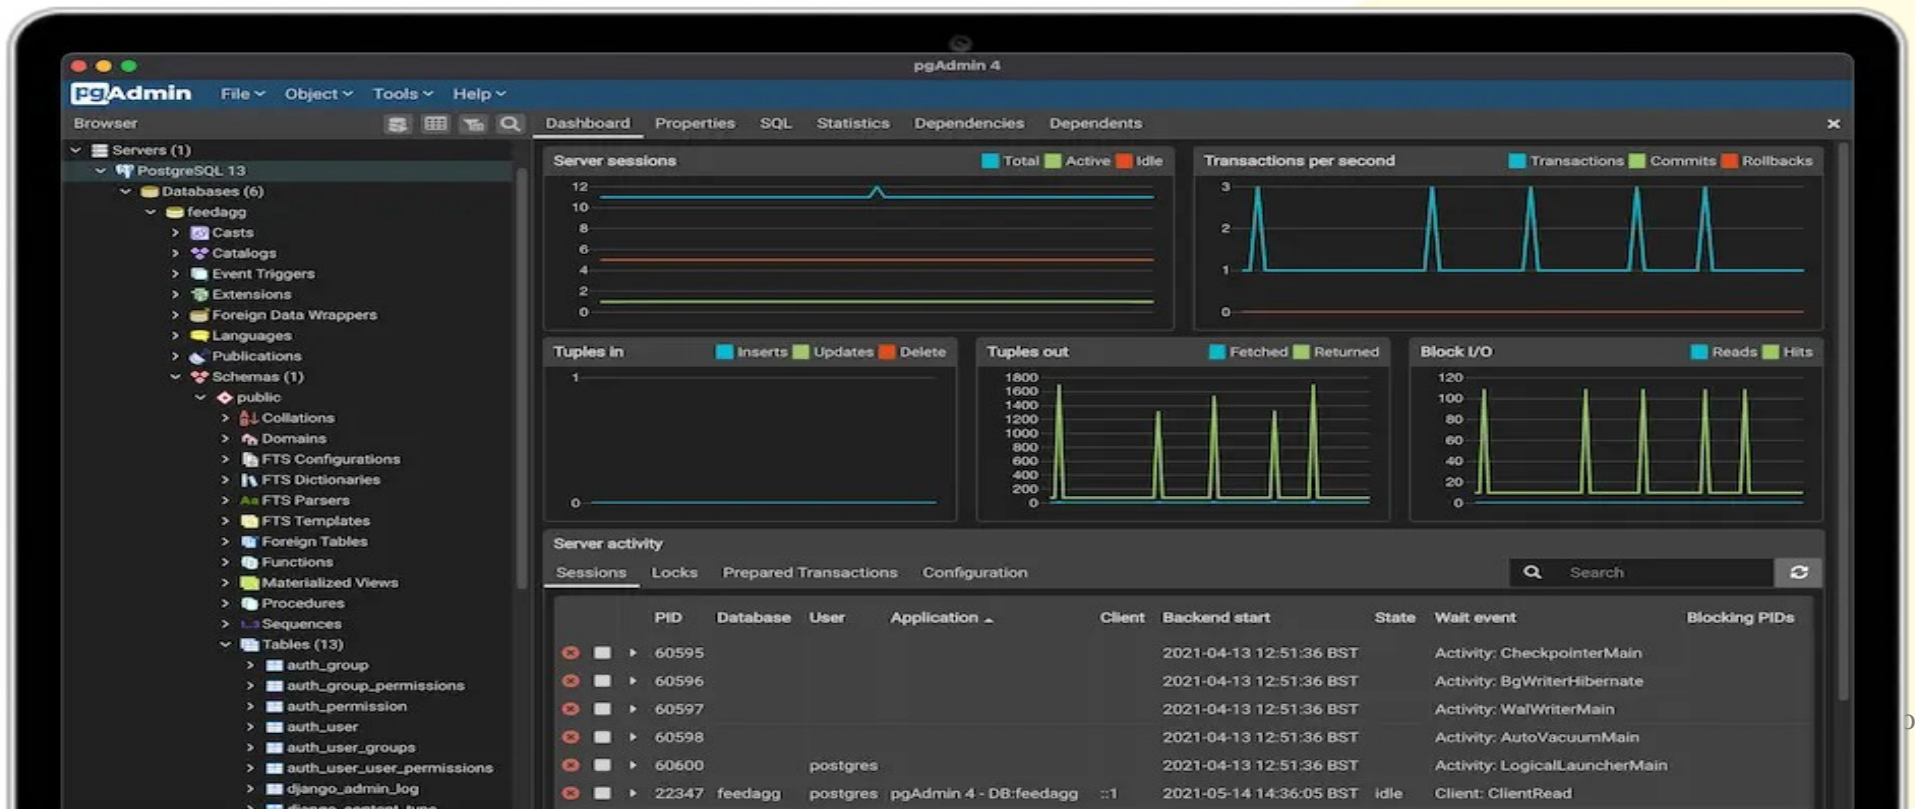 pgAdmin 4
pgAdmin File Object Tools Help
Browser
Dashboard Properties SQL Statistics Dependencies Dependents
Servers (1)
PostgreSQL 13
Databases (6)
feedagg
Casts
Catalogs
Event Triggers
Extensions
Foreign Data Wrappers
Languages
Publications
Schemas (1)
public
Collations
Domains
FTS Configurations
FTS Dictionaries
FTS Parsers
FTS Templates
Foreign Tables
Functions
Materialized Views
Procedures
Sequences
Tables (13)
auth_group
auth_group_permissions
auth_permission
auth_user
auth_user_groups
auth_user_user_permissions
django_admin_log
django_content_type
Server sessions Total Active Idle
12
10
8
6
4
2
0
Transactions per second Transactions Commits Rollbacks
3
2
1
0
Tuples in Inserts Updates Delete
1
0
Tuples out Fetched Returned
1800
1600
1400
1200
1000
800
600
400
200
0
Block I/O Reads Hits
120
100
80
60
40
20
0
Server activity
Sessions Locks Prepared Transactions Configuration Search
PID Database User Application Client Backend start State Wait event Blocking PIDs
60595 2021-04-13 12:51:36 BST Activity: CheckpointerMain
60596 2021-04-13 12:51:36 BST Activity: BgWriterHibernate
60597 2021-04-13 12:51:36 BST Activity: WalWriterMain
60598 2021-04-13 12:51:36 BST Activity: AutoVacuumMain
60600 postgres 2021-04-13 12:51:36 BST Activity: LogicalLauncherMain
22347 feedagg postgres pgAdmin 4 - DB:feedagg ::1 2021-05-14 14:36:05 BST idle Client: ClientRead